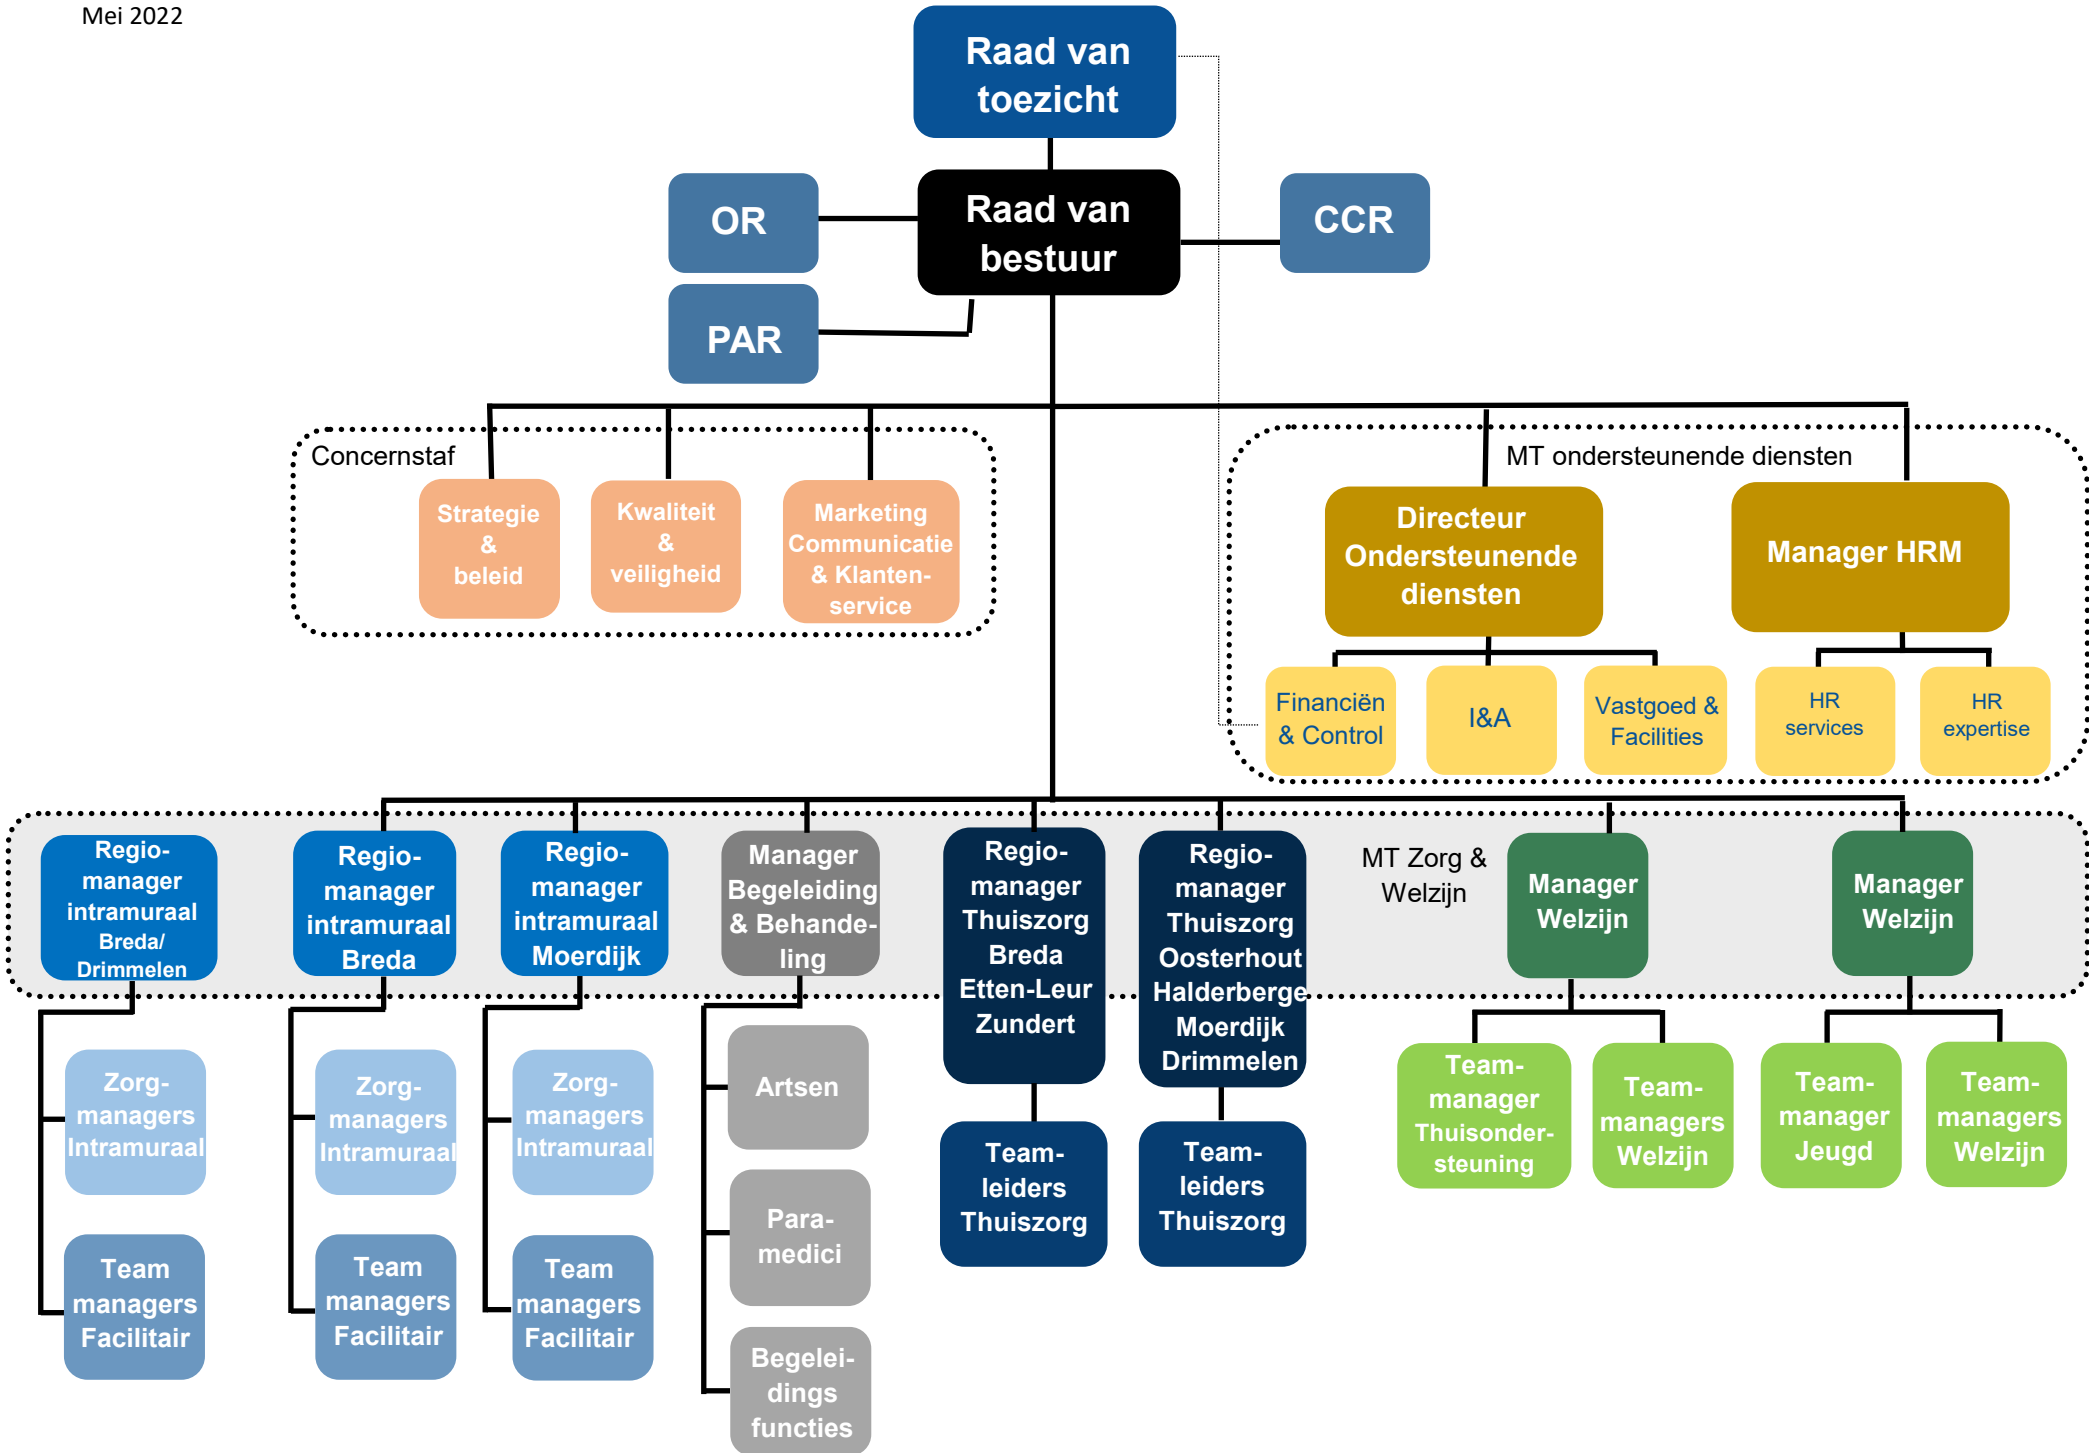 Mei 2022
Raad van
toezicht
OR
Raad van
bestuur
CCR
PAR
Concernstaf
Strategie
&
beleid
Kwaliteit
&
veiligheid
Marketing
Communicatie
& Klanten-
service
MT ondersteunende diensten
Directeur
Ondersteunende
diensten
Manager HRM
Financiën
& Control
I&A
Vastgoed &
Facilities
HR
services
HR
expertise
Regio-
manager
intramuraal
Breda/
Drimmelen
Regio-
manager
intramuraal
Breda
Regio-
manager
intramuraal
Moerdijk
Manager
Begeleiding
& Behande-
ling
Regio-
manager
Thuiszorg
Breda
Etten-Leur
Zundert
Regio-
manager
Thuiszorg
Oosterhout
Halderberge
Moerdijk
Drimmelen
MT Zorg &
Welzijn
Manager
Welzijn
Manager
Welzijn
Zorg-
managers
Intramuraal
Zorg-
managers
Intramuraal
Zorg-
managers
Intramuraal
Artsen
Team-
leiders
Thuiszorg
Team-
leiders
Thuiszorg
Team-
manager
Thuisonder-
steuning
Team-
managers
Welzijn
Team-
manager
Jeugd
Team-
managers
Welzijn
Team
managers
Facilitair
Team
managers
Facilitair
Team
managers
Facilitair
Para-
medici
Begelei-
dings
functies